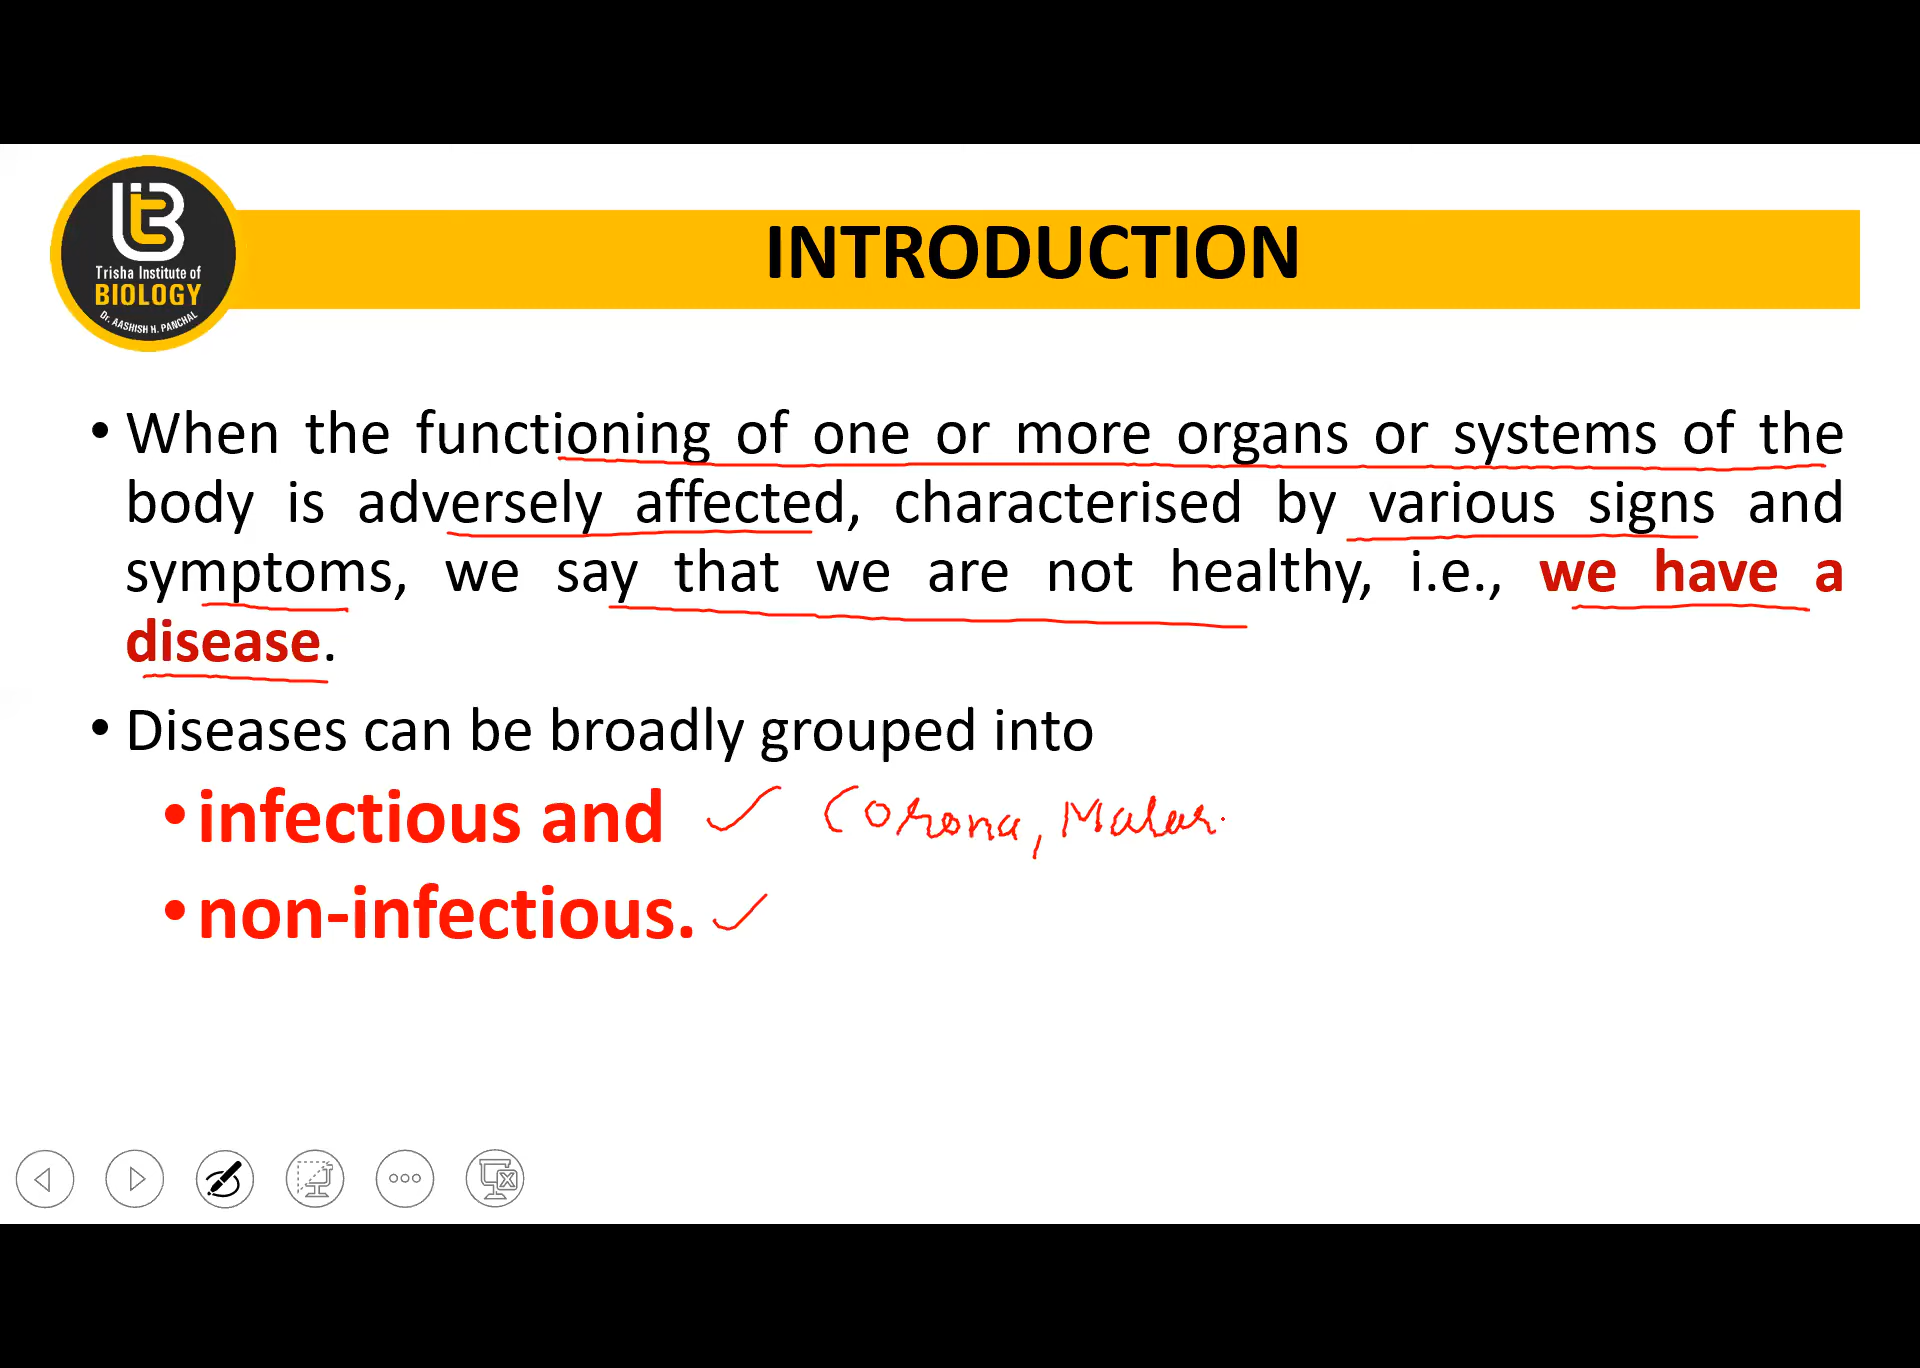 Trisha Institute of
BIOLOGY
Dr. AASHISH H. PANCHAL
INTRODUCTION
• When the functioning of one or more organs or systems of the
body is adversely affected, characterised by various signs and
symptoms, we say that we are not healthy, i.e., we have a
disease.
• Diseases can be broadly grouped into
• infectious and ✓ Corona, Malar
• non-infectious. ✓